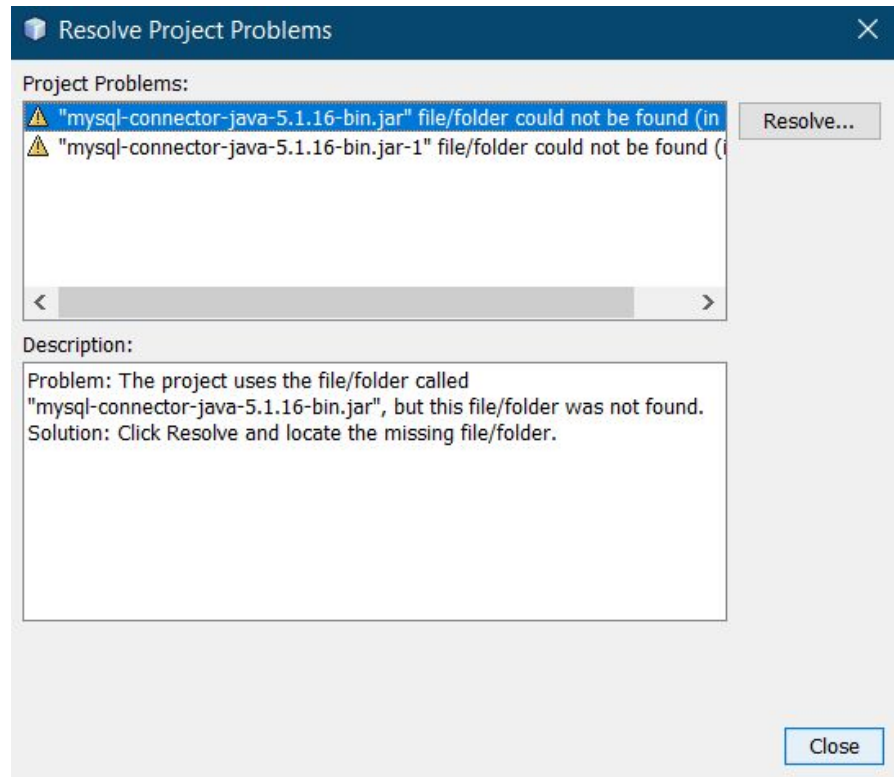 Resolve Project Problems
Project Problems:
"mysql-connector-java-5.1.16-bin.jar" file/folder could not be found (in
Resolve...
"mysql-connector-java-5.1.16-bin.jar-1" file/folder could not be found (i
Description:
Problem: The project uses the file/folder called
"mysql-connector-java-5.1.16-bin.jar", but this file/folder was not found.
Solution: Click Resolve and locate the missing file/folder.
Close